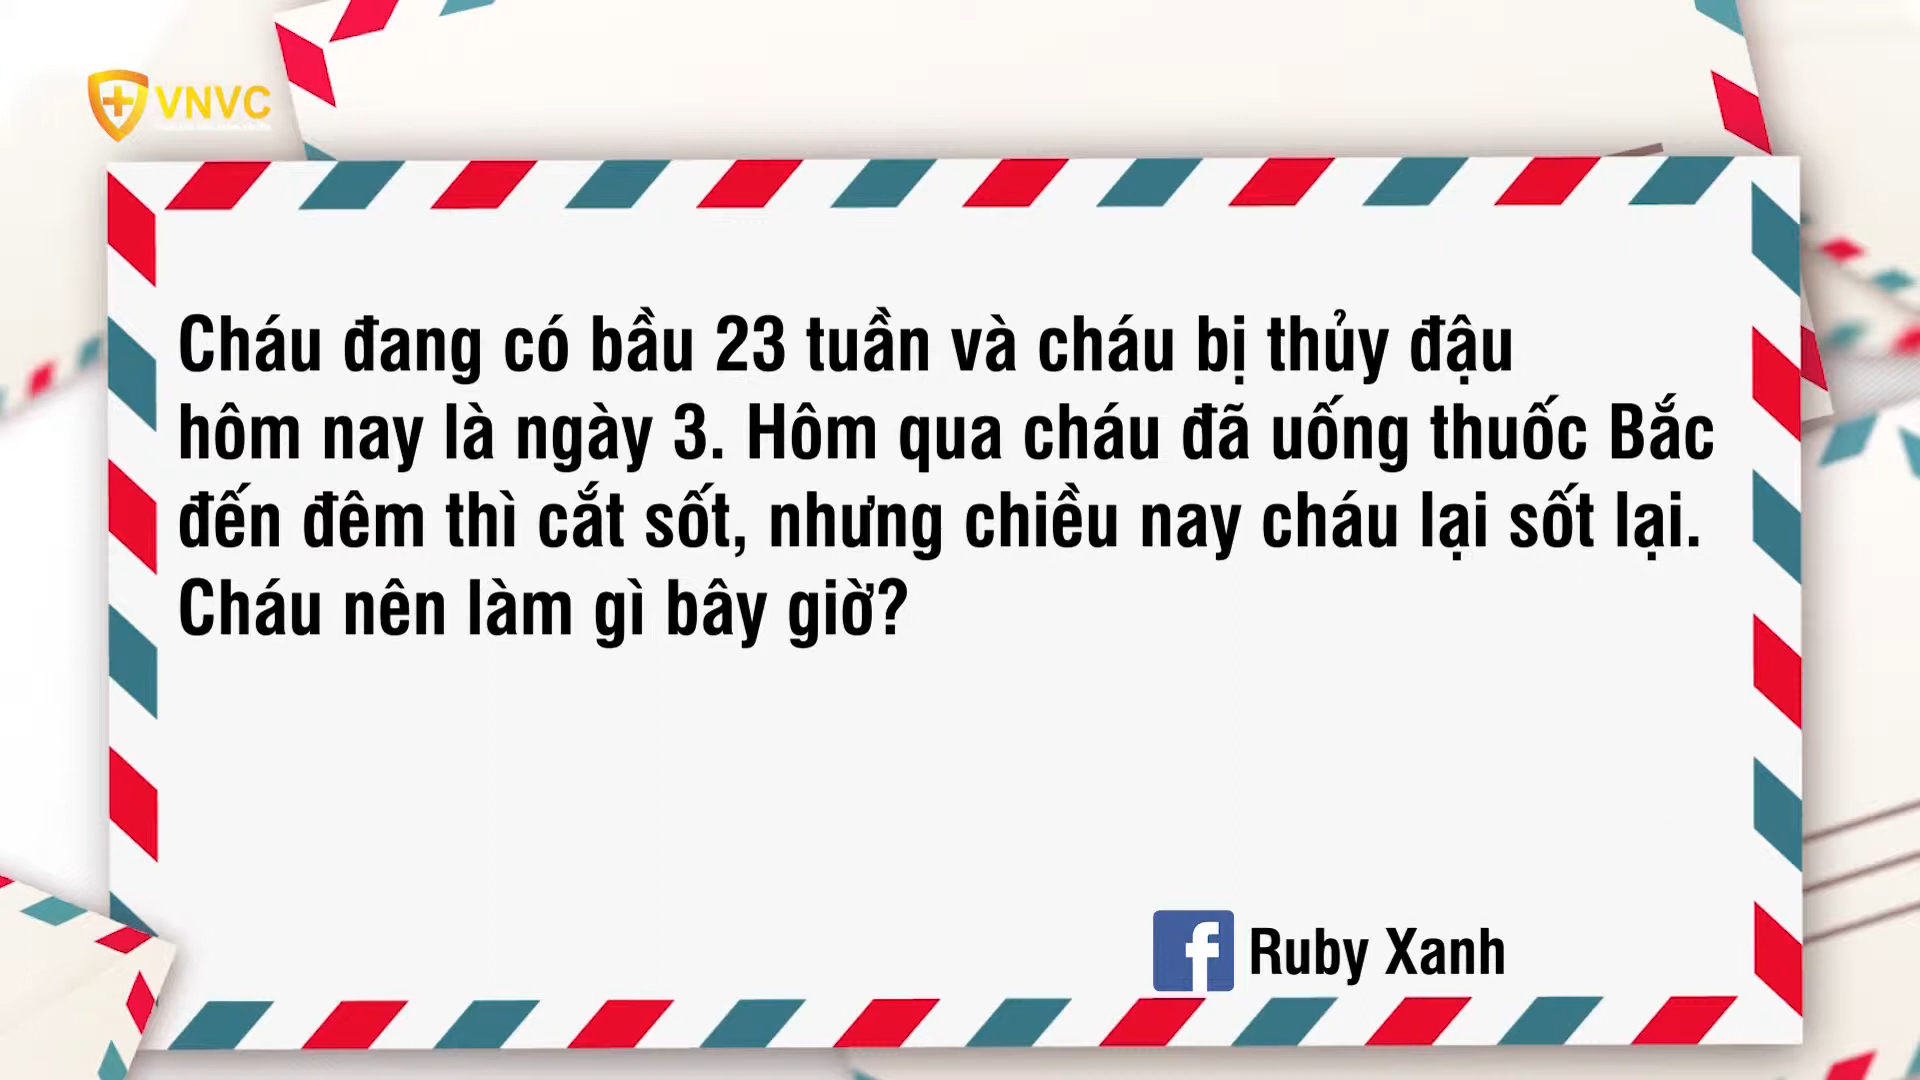 VNVC
Cháu đang có bầu 23 tuần và cháu bị thủy đậu
hôm nay là ngày 3. Hôm qua cháu đã uống thuốc Bắc
đến đêm thì cắt sốt, nhưng chiều nay cháu lại sốt lại.
Cháu nên làm gì bây giờ?
f Ruby Xanh